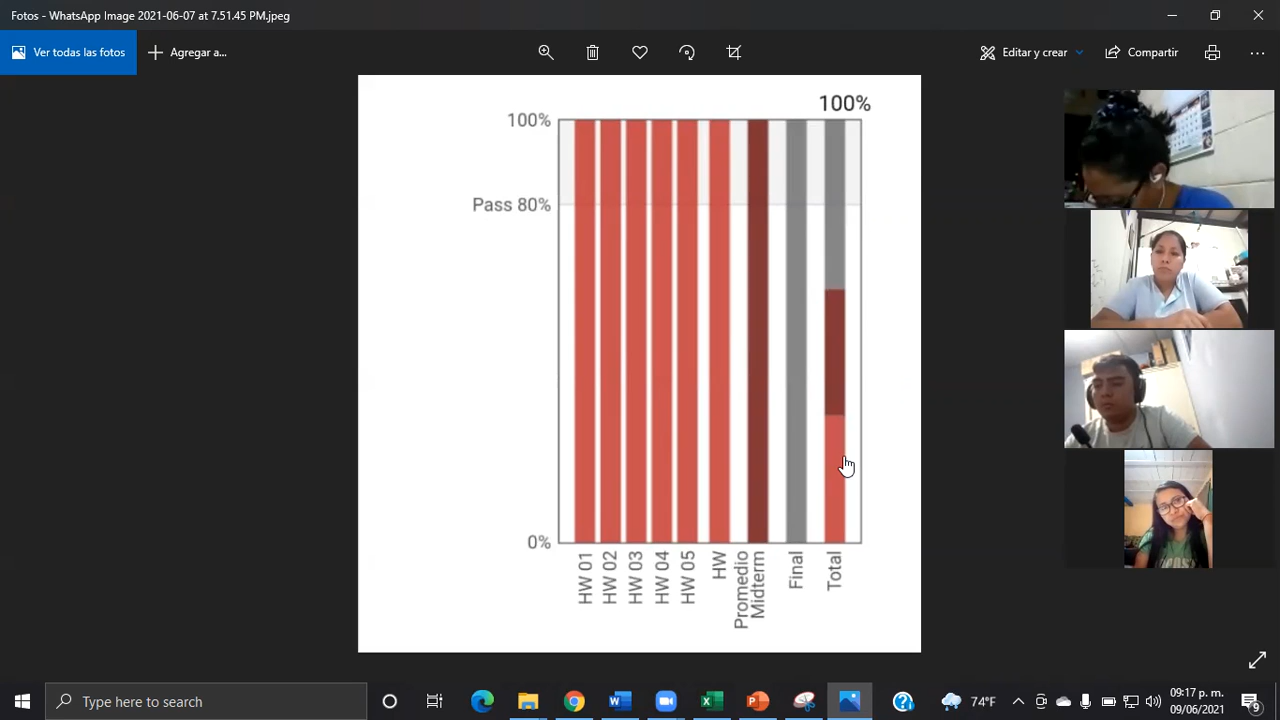 Fotos - WhatsApp Image 2021-06-07 at 7.51.45 PM.jpeg
Ver todas las fotos
Agregar a...
Editar y crear
Compartir
100%
100%
Pass 80%
0%
HW 01
HW 02
HW 03
HW 04
HW 05
HW
Promedio
Midterm
Final
Total
Type here to search
74°F
09:17 p. m.
09/06/2021
9